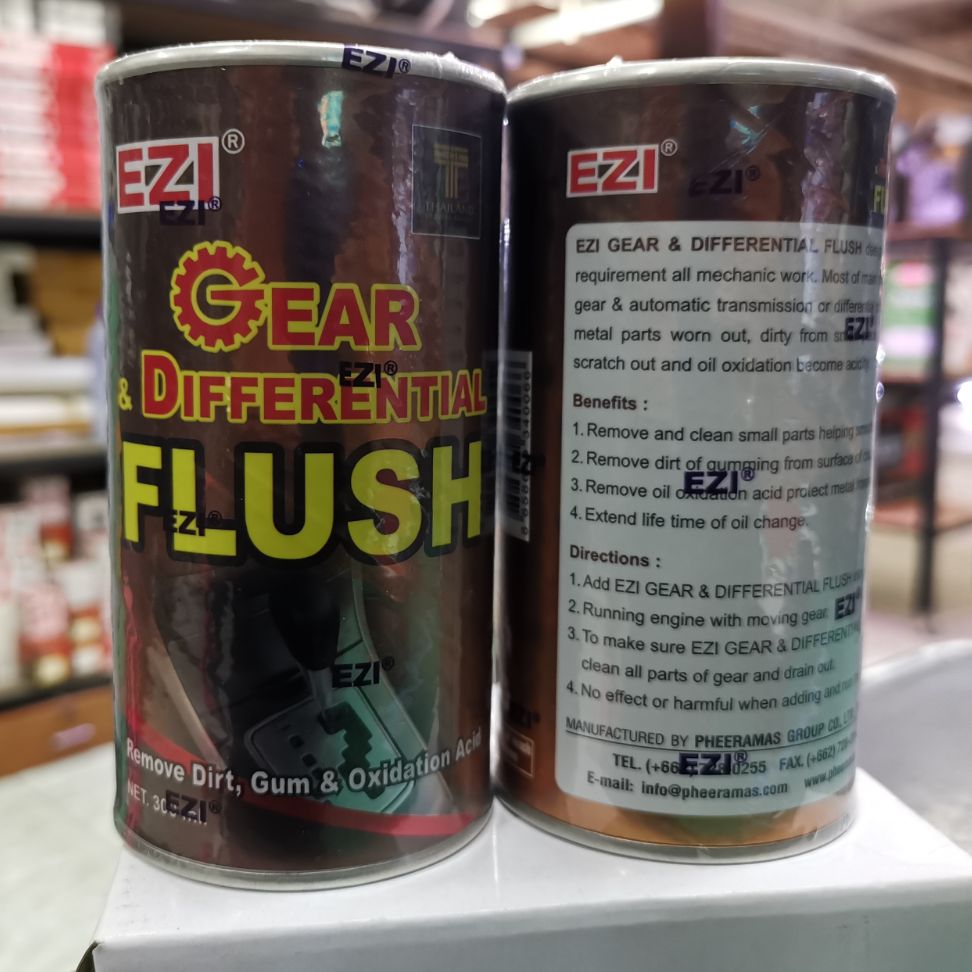 EZI®
EZI®
EZI®
THAILAND
GEAR
& DIFFERENTIAL
EZI®
FLUSH
EZI®
EZI®
Remove Dirt, Gum & Oxidation Acid
NET.
EZI®
EZI®
EZI®
EZI GEAR & DIFFERENTIAL FLUSH
requirement all mechanic work. Most of
gear & automatic transmission or
metal parts worn out, dirty from
EZI®
scratch out and oil oxidation become
Benefits :
1. Remove and clean small parts helping
2. Remove dirt of gumming from surface of
EZI®
3. Remove oil oxidation acid protect metal
4. Extend life time of oil change.
Directions :
1. Add EZI GEAR & DIFFERENTIAL FLUSH
2. Running engine with moving gear.
EZI®
3. To make sure EZI GEAR &
clean all parts of gear and drain out.
4. No effect or harmful when adding and
MANUFACTURED BY PHEERAMAS GROUP CO.
TEL. FAX.
EZI®
E-mail: info@pheeramas.com